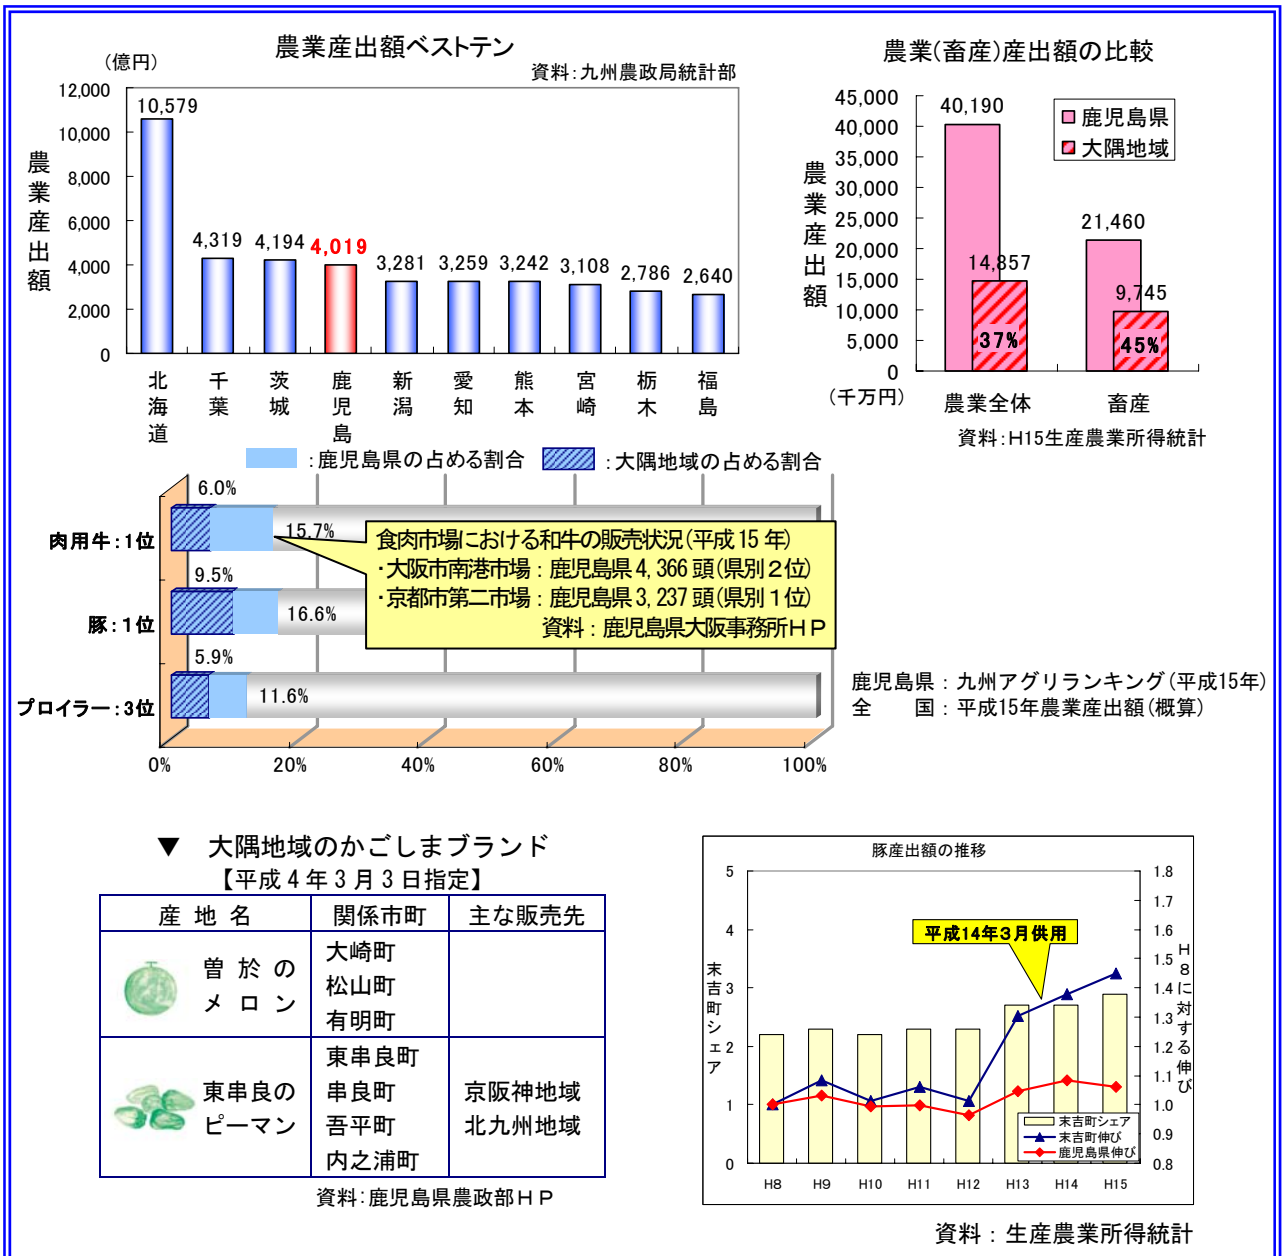 農業産出額ベストテン
(億円)
資料:九州農政局統計部
農業産出額
12,000
10,000
8,000
6,000
4,000
2,000
0
10,579
4,319
4,194
4,019
3,281
3,259
3,242
3,108
2,786
2,640
北海道
千葉
茨城
鹿児島
新潟
愛知
熊本
宮崎
栃木
福島
農業(畜産)産出額の比較
農業産出額
45,000
40,000
35,000
30,000
25,000
20,000
15,000
10,000
5,000
0
(千万円)
鹿児島県
大隅地域
40,190
14,857
37%
21,460
9,745
45%
農業全体
畜産
資料:H15生産農業所得統計
:鹿児島県の占める割合
:大隅地域の占める割合
肉用牛:1位
6.0%
15.7%
豚:1位
9.5%
16.6%
プロイラー:3位
5.9%
11.6%
0%
20%
40%
60%
80%
100%
食肉市場における和牛の販売状況(平成15年)
・大阪市南港市場:鹿児島県4,366頭(県別2位)
・京都市第二市場:鹿児島県3,237頭(県別1位)
資料:鹿児島県大阪事務所HP
鹿児島県:九州アグリランキング(平成15年)
全 国:平成15年農業産出額(概算)
▼ 大隅地域のかごしまブランド
【平成4年3月3日指定】
産地名 関係市町 主な販売先
曽於の
メロン
大崎町
松山町
有明町
東串良の
ピーマン
東串良町
串良町
吾平町
内之浦町
京阪神地域
北九州地域
資料:鹿児島県農政部HP
豚産出額の推移
末吉町シェア
5
4
3
2
1
0
平成14年3月供用
H8に対する伸び
1.8
1.7
1.6
1.5
1.4
1.3
1.2
1.1
1.0
0.9
0.8
末吉町シェア
末吉町伸び
鹿児島県伸び
H8
H9
H10
H11
H12
H13
H14
H15
資料:生産農業所得統計